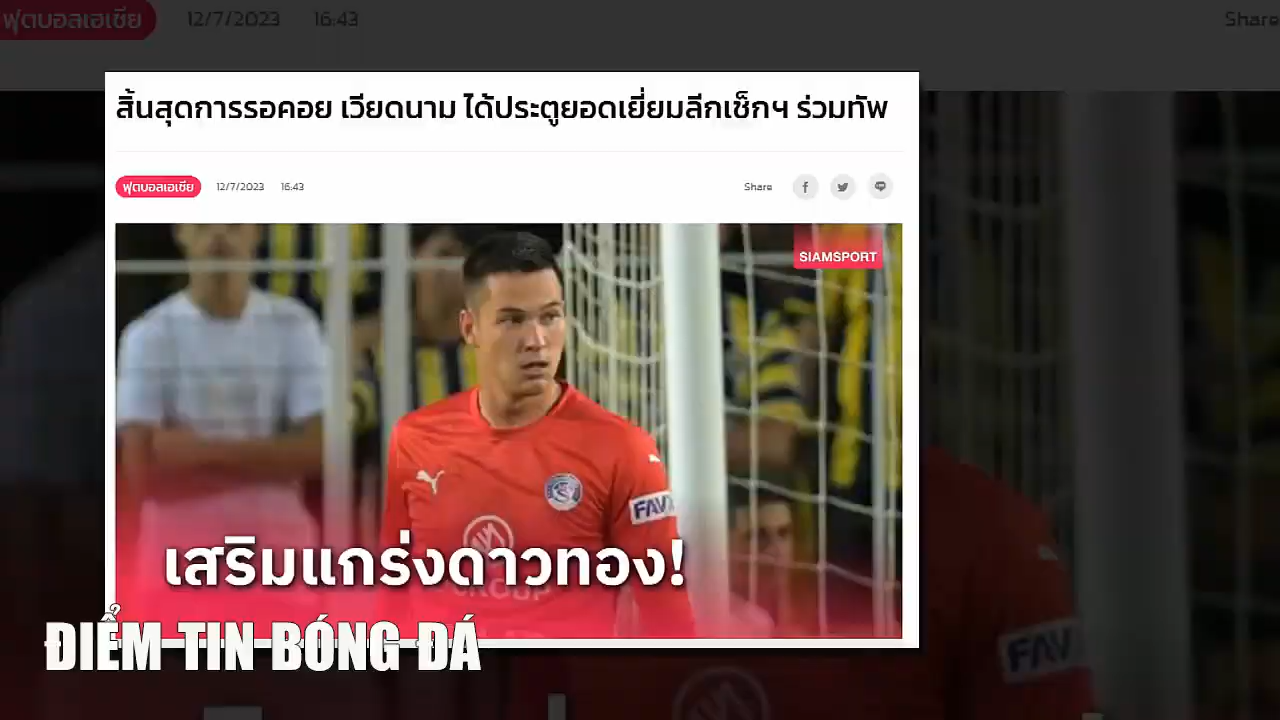 ฟุตบอลเอเชีย 12/7/2023 16:43 Share
สิ้นสุดการรอคอย เวียดนาม ได้ประตูยอดเยี่ยมลีกเช็กฯ ร่วมทัพ
ฟุตบอลเอเชีย 12/7/2023 16:43 Share
SIAMSPORT
FAV
GROUP
เสริมแกร่งดาวทอง!
ĐIỂM TIN BÓNG ĐÁ
FAV